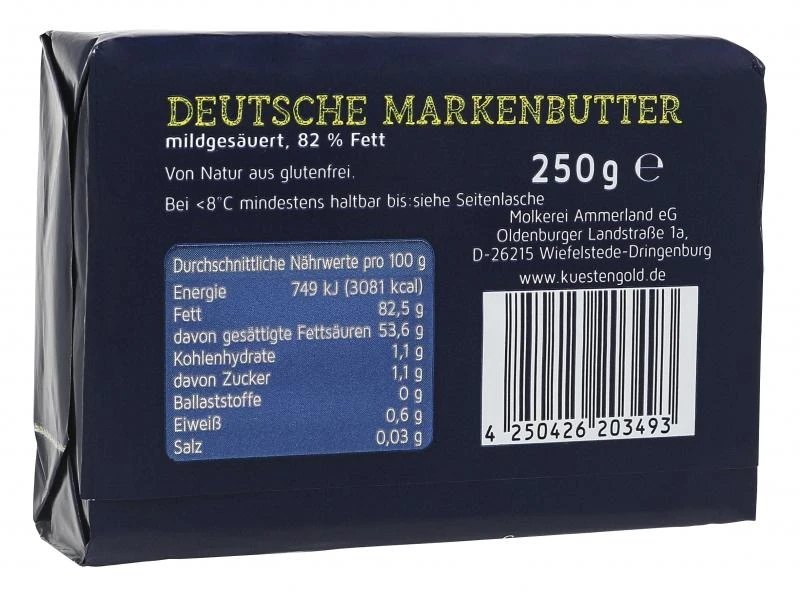 DEUTSCHE MARKENBUTTER
mildgesäuert, 82 % Fett
Von Natur aus glutenfrei.
250g ℮
Bei <8°C mindestens haltbar bis:siehe Seitenlasche
Molkerei Ammerland eG
Oldenburger Landstraße 1a,
D-26215 Wiefelstede-Dringenburg
www.kuestengold.de
Durchschnittliche Nährwerte pro 100 g
Energie 749 kJ (3081 kcal)
Fett 82,5 g
davon gesättigte Fettsäuren 53,6 g
Kohlenhydrate 1,1 g
davon Zucker 1,1 g
Ballaststoffe 0 g
Eiweiß 0,6 g
Salz 0,03 g
4 250426 203493